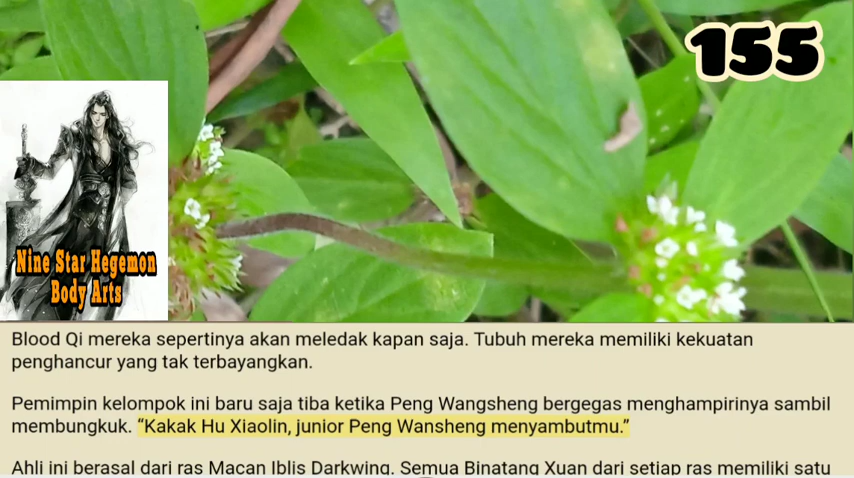 155
Nine Star Hegemon
Body Arts
Blood Qi mereka sepertinya akan meledak kapan saja. Tubuh mereka memiliki kekuatan
penghancur yang tak terbayangkan.
Pemimpin kelompok ini baru saja tiba ketika Peng Wangsheng bergegas menghampirinya sambil
membungkuk. “Kakak Hu Xiaolin, junior Peng Wansheng menyambutmu.”
Ahli ini berasal dari ras Macan Iblis Darkwing. Semua Binatang Xuan dari setiap ras memiliki satu